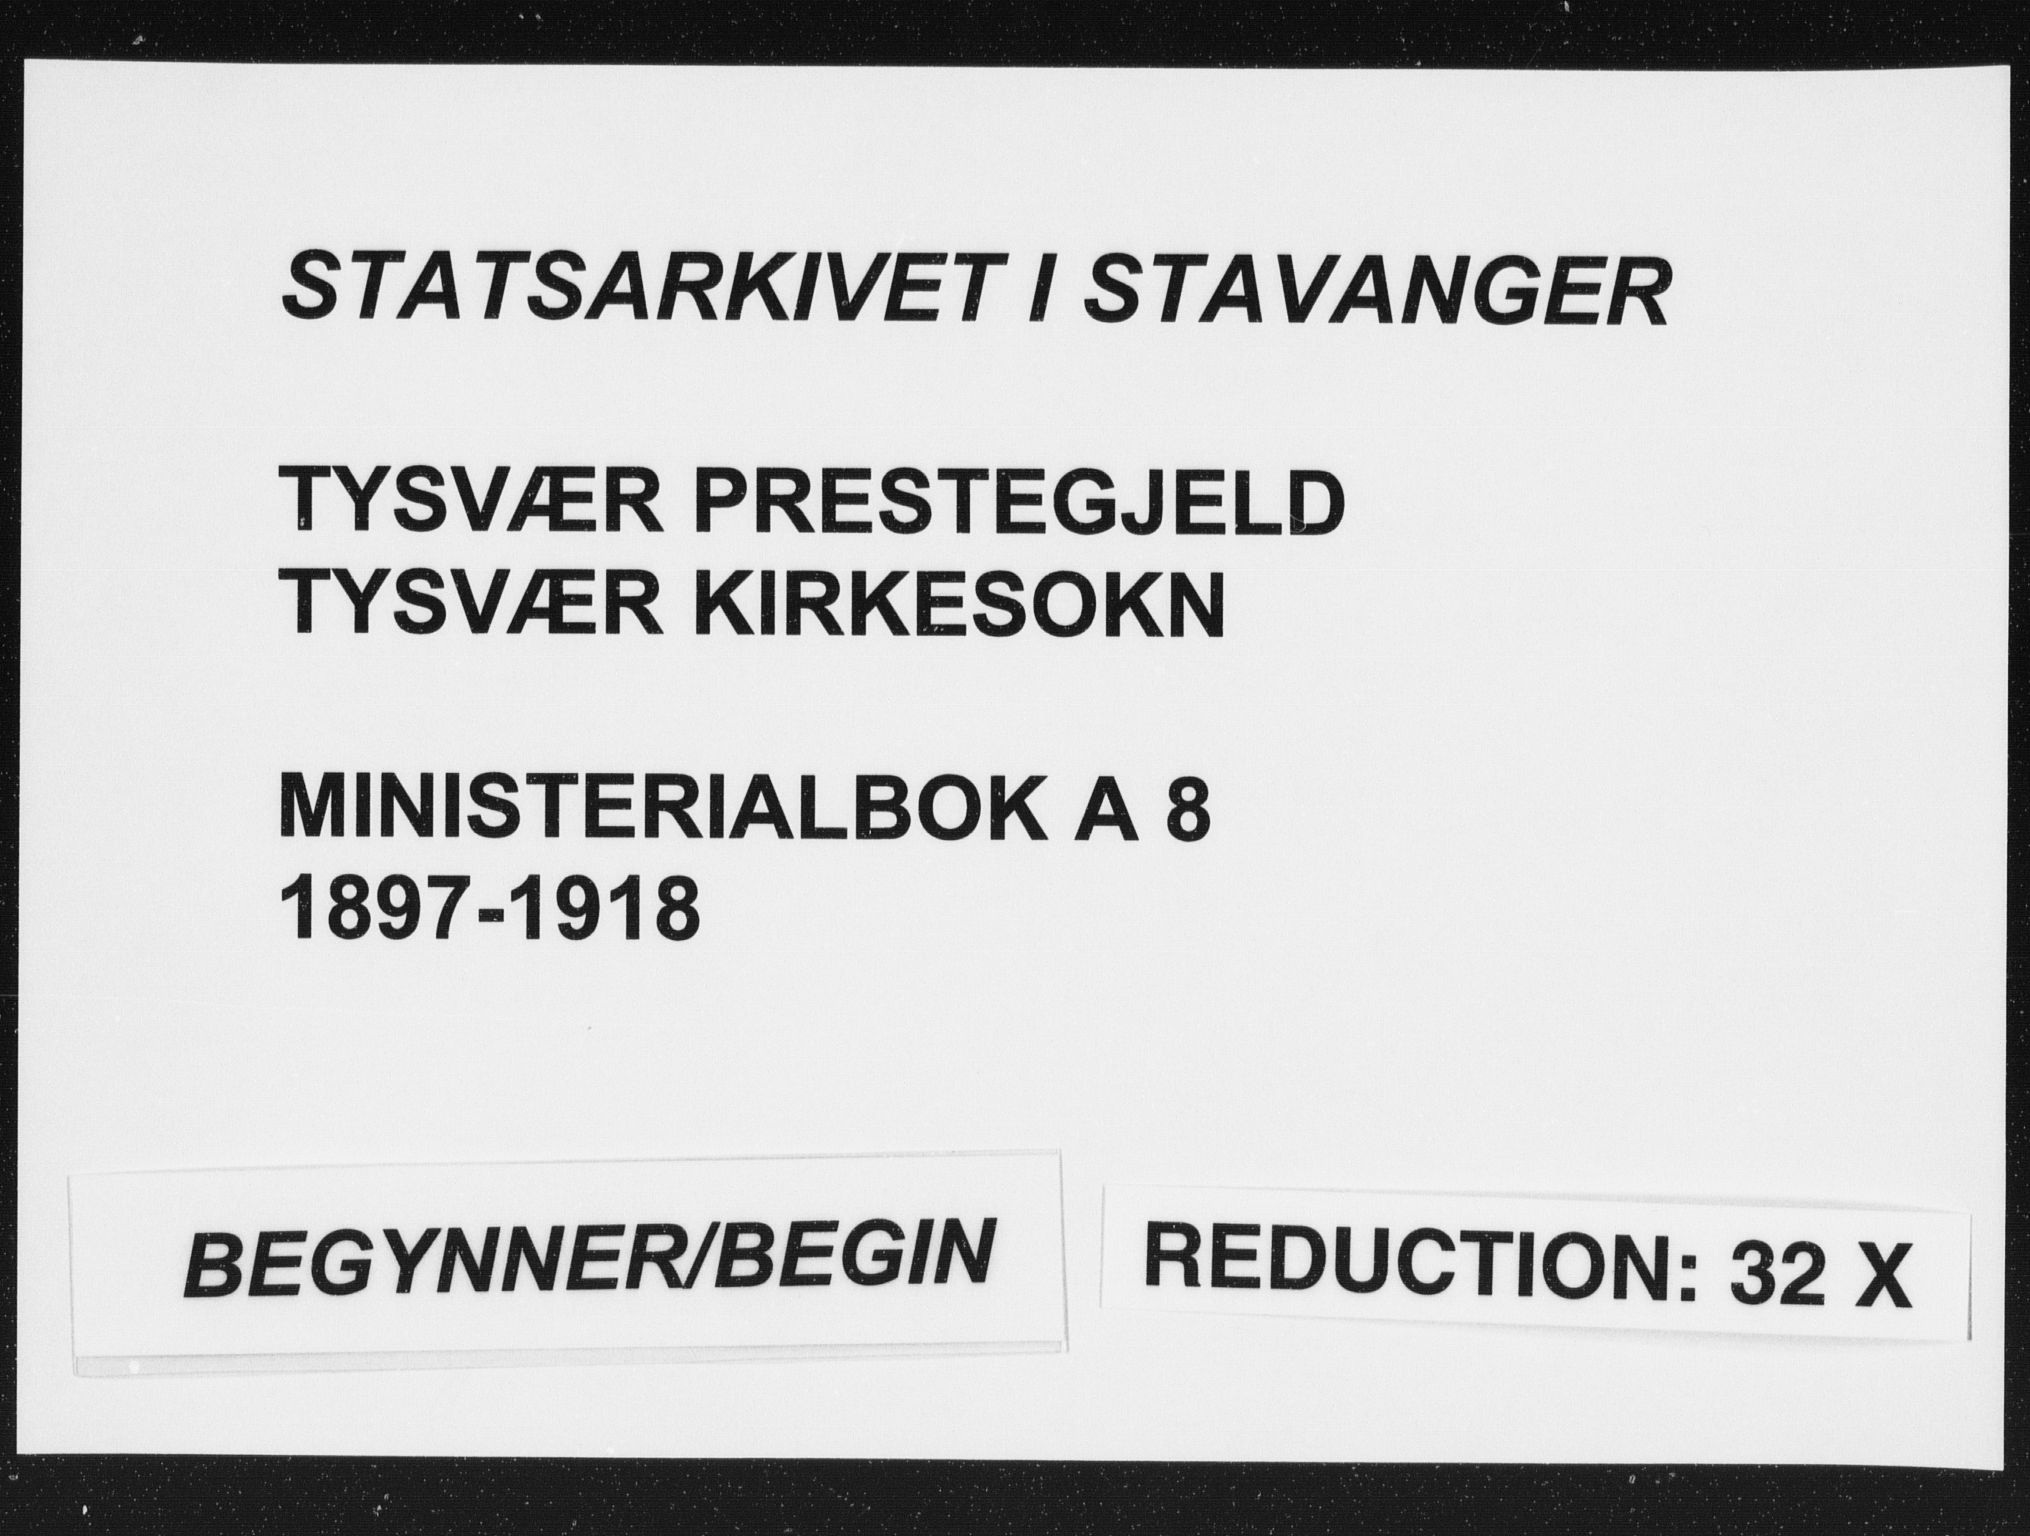 STATSARKIVET I STAVANGER
TYSVÆR PRESTEGJELD
TYSVÆR KIRKESOKN
MINISTERIALBOK A 8
1897-1918
BEGYNNER/BEGIN
REDUCTION: 32 X